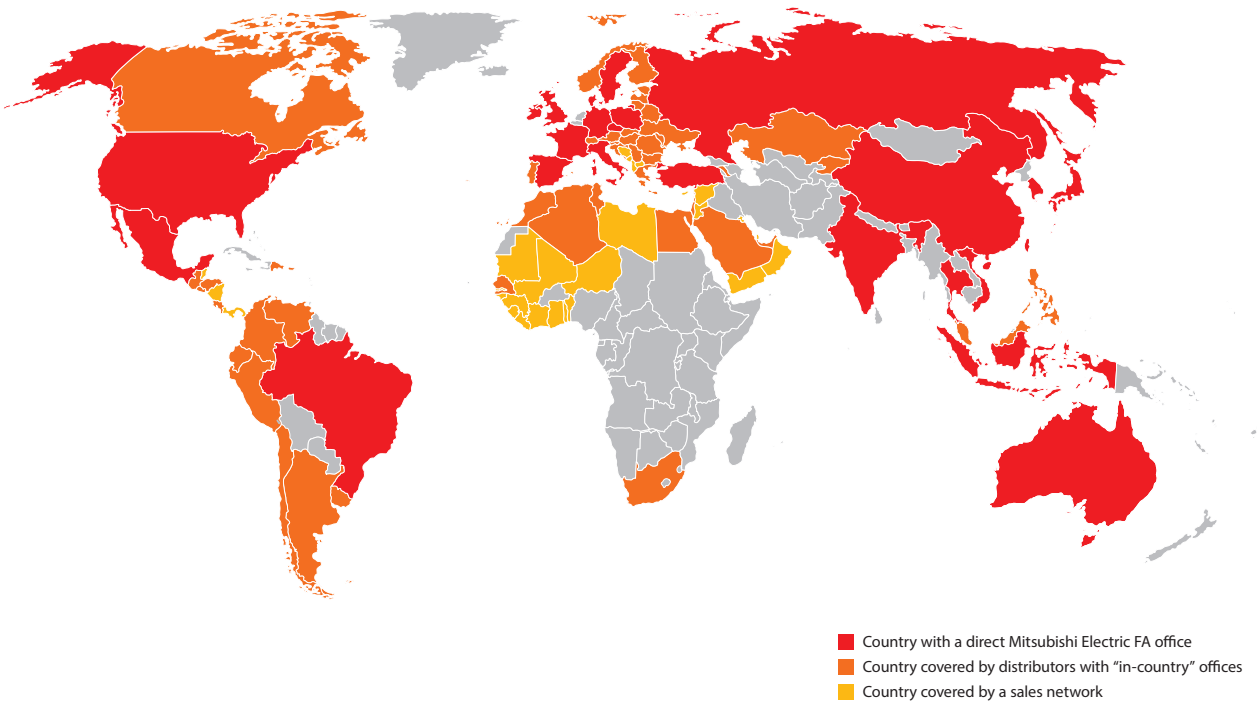 Country with a direct Mitsubishi Electric FA office
Country covered by distributors with “in-country” offices
Country covered by a sales network